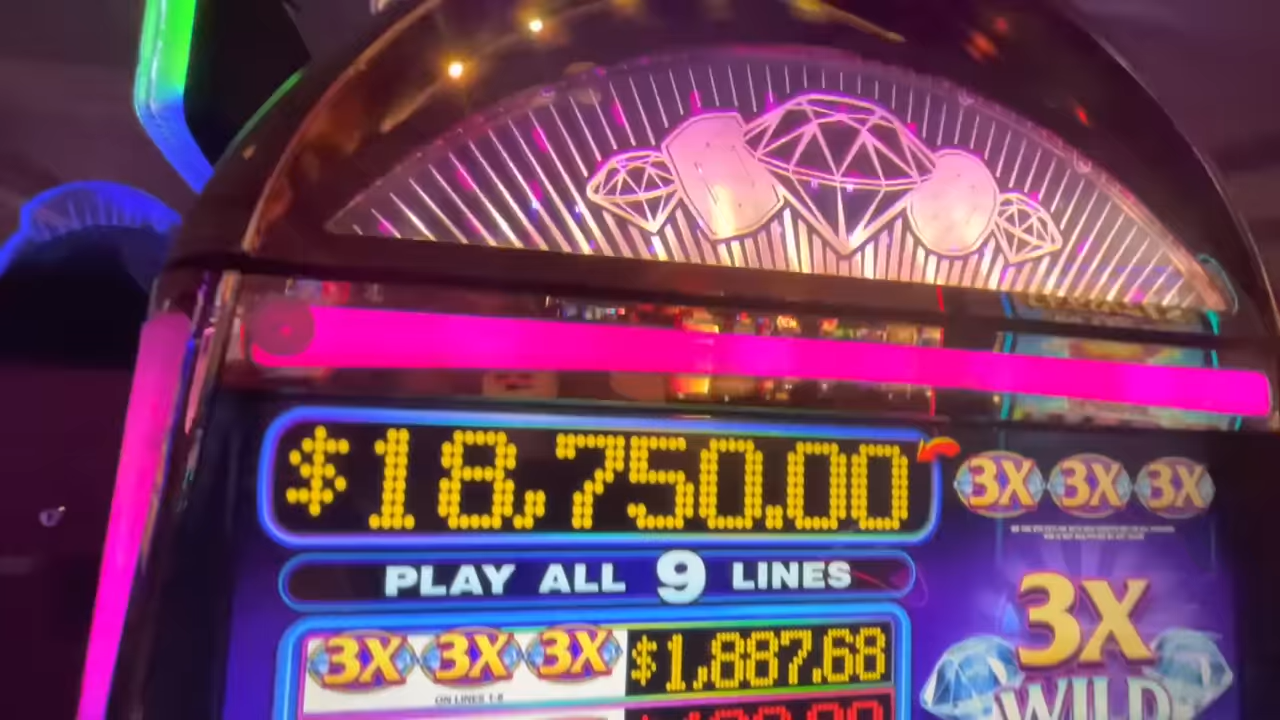 $18,750.00
3X 3X 3X
PLAY ALL 9 LINES
3X 3X 3X $1,887.68
ON LINES 1-8
3X
WILD